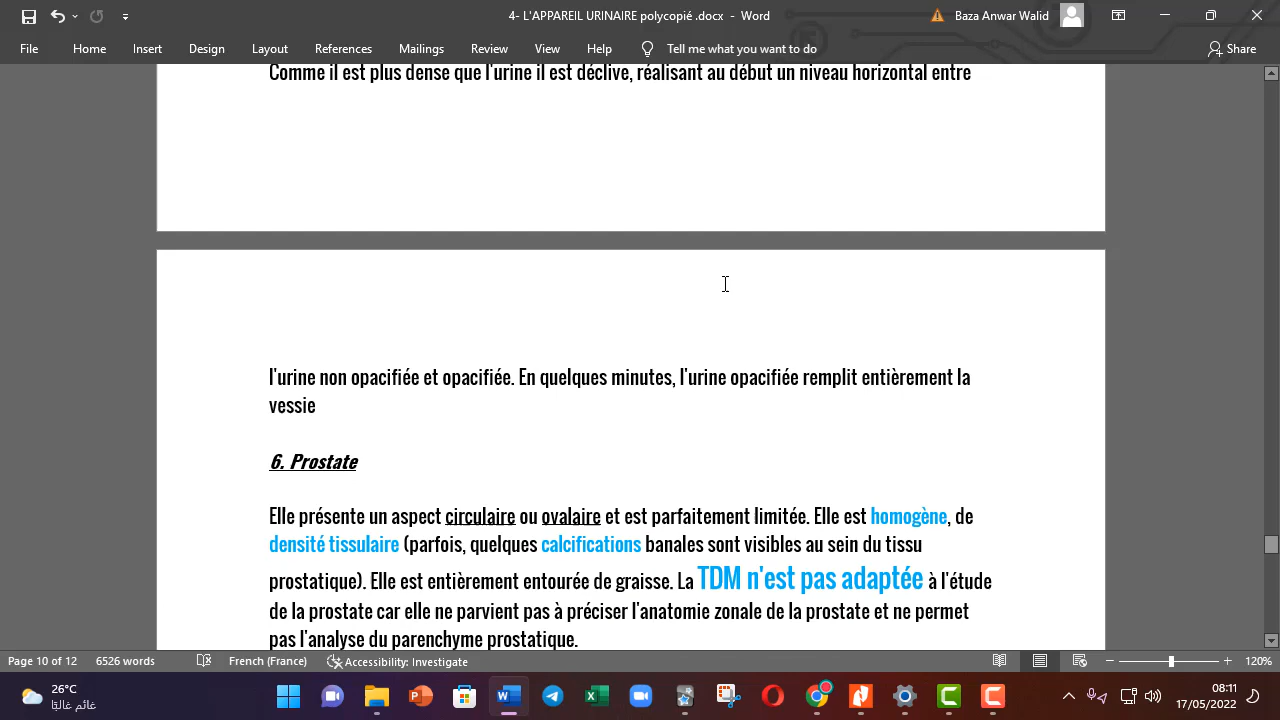 4- L'APPAREIL URINAIRE polycopié .docx - Word
Baza Anwar Walid
File Home Insert Design Layout References Mailings Review View Help Tell me what you want to do Share
Comme il est plus dense que l'urine il est déclive, réalisant au début un niveau horizontal entre
l'urine non opacifiée et opacifiée. En quelques minutes, l'urine opacifiée remplit entièrement la
vessie
6. Prostate
Elle présente un aspect circulaire ou ovalaire et est parfaitement limitée. Elle est homogène, de
densité tissulaire (parfois, quelques calcifications banales sont visibles au sein du tissu
prostatique). Elle est entièrement entourée de graisse. La TDM n'est pas adaptée à l'étude
de la prostate car elle ne parvient pas à préciser l'anatomie zonale de la prostate et ne permet
pas l'analyse du parenchyme prostatique.
Page 10 of 12 6526 words French (France) Accessibility: Investigate 120%
26°C
غائم غالبًا
08:11
17/05/2022